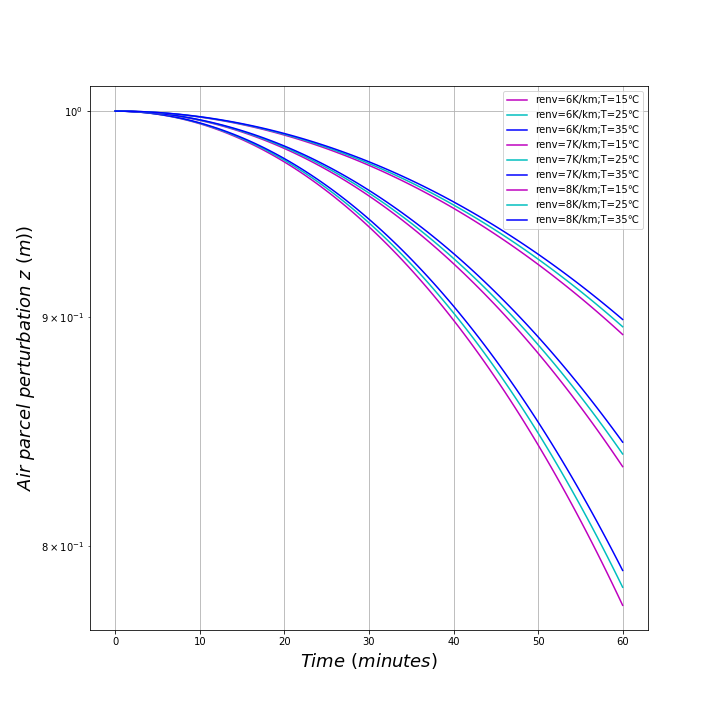 10⁰
9 × 10⁻¹
8 × 10⁻¹
Air parcel perturbation z (m))
renv=6K/km;T=15℃
renv=6K/km;T=25℃
renv=6K/km;T=35℃
renv=7K/km;T=15℃
renv=7K/km;T=25℃
renv=7K/km;T=35℃
renv=8K/km;T=15℃
renv=8K/km;T=25℃
renv=8K/km;T=35℃
0 10 20 30 40 50 60
Time (minutes)